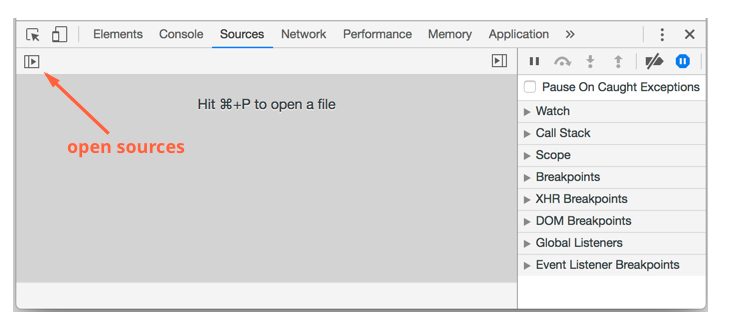 Elements Console Sources Network Performance Memory Application »
Hit ⌘+P to open a file
open sources
Pause On Caught Exceptions
Watch
Call Stack
Scope
Breakpoints
XHR Breakpoints
DOM Breakpoints
Global Listeners
Event Listener Breakpoints